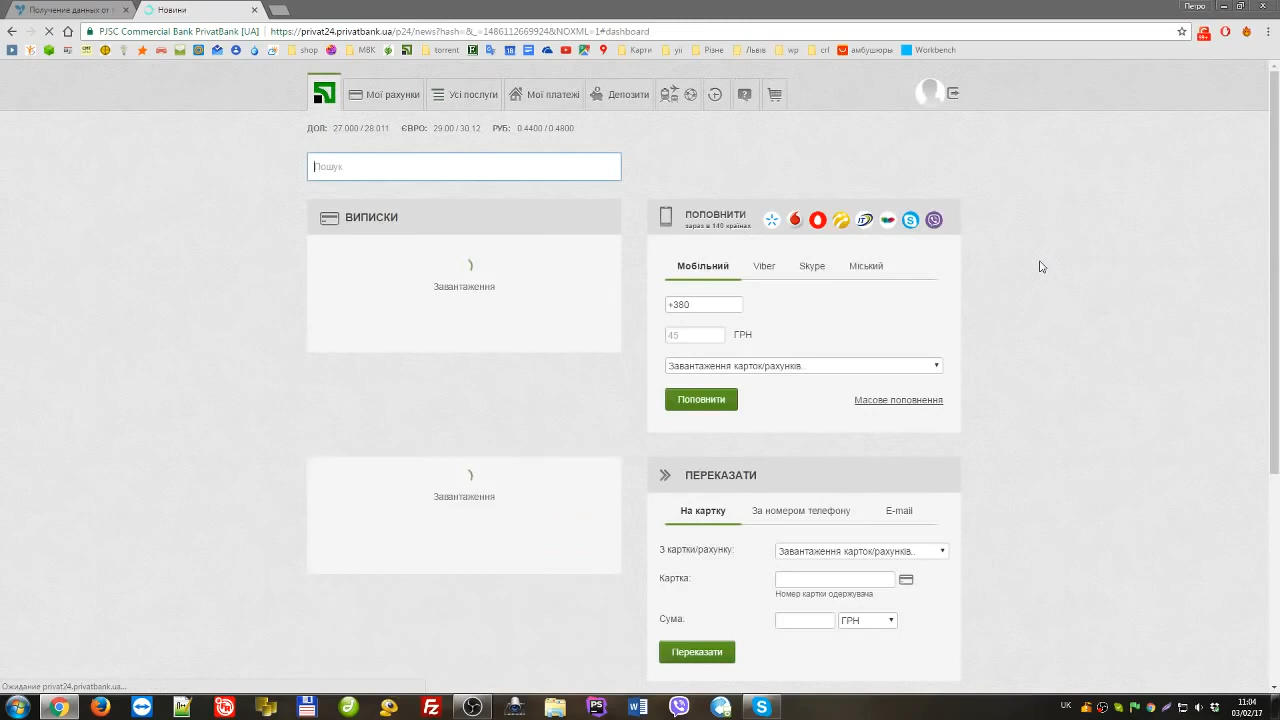 Получение данных от п
Новини
Петро
PJSC Commercial Bank PrivatBank [UA]
https://privat24.privatbank.ua/p24/news?hash=&_=1486112669924&NOXML=1#dashboard
shop
МВК
torrent
Карти
yii
Різне
Львів
wp
crf
амбушюры
Workbench
Мої рахунки
Усі послуги
Мої платежі
Депозити
ДОЛ: 27.000 / 28.011 ЄВРО: 29.00 / 30.12 РУБ: 0.4400 / 0.4800
Пошук
ВИПИСКИ
Завантаження
ПОПОВНИТИ
зараз в 140 країнах
Мобільний Viber Skype Міський
+380
45 ГРН
Завантаження карток/рахунків..
Поповнити Масове поповнення
Завантаження
ПЕРЕКАЗАТИ
На картку За номером телефону E-mail
З картки/рахунку: Завантаження карток/рахунків..
Картка:
Номер картки одержувача
Сума: ГРН
Переказати
Ожидание privat24.privatbank.ua...
UK
11:04
03/02/17